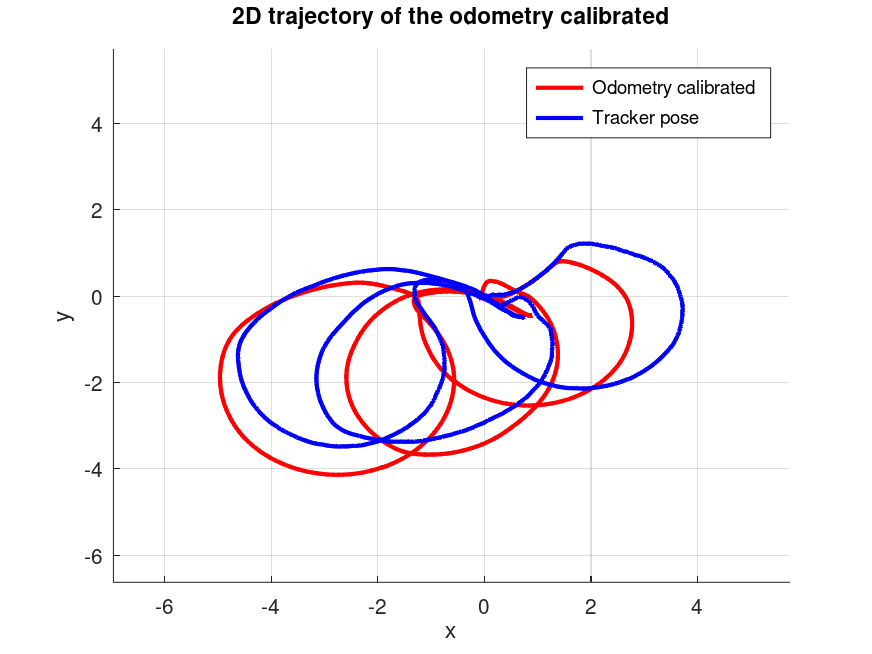 2D trajectory of the odometry calibrated
Odometry calibrated
Tracker pose
4
2
0
-2
-4
-6
y
-6
-4
-2
0
2
4
x